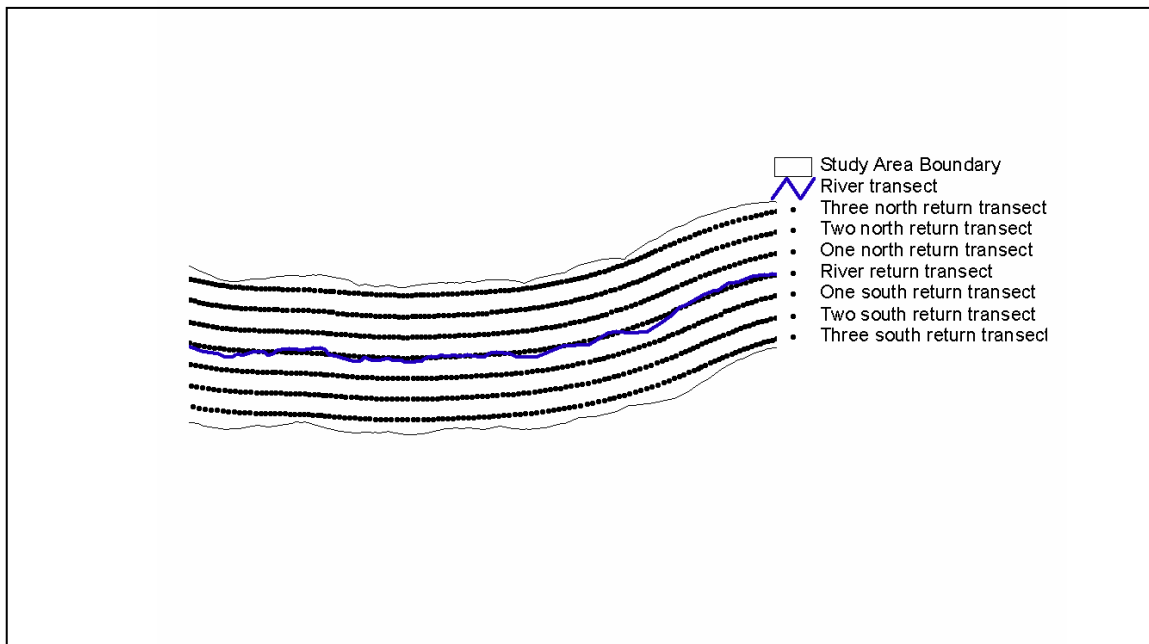 Study Area Boundary
River transect
Three north return transect
Two north return transect
One north return transect
River return transect
One south return transect
Two south return transect
Three south return transect